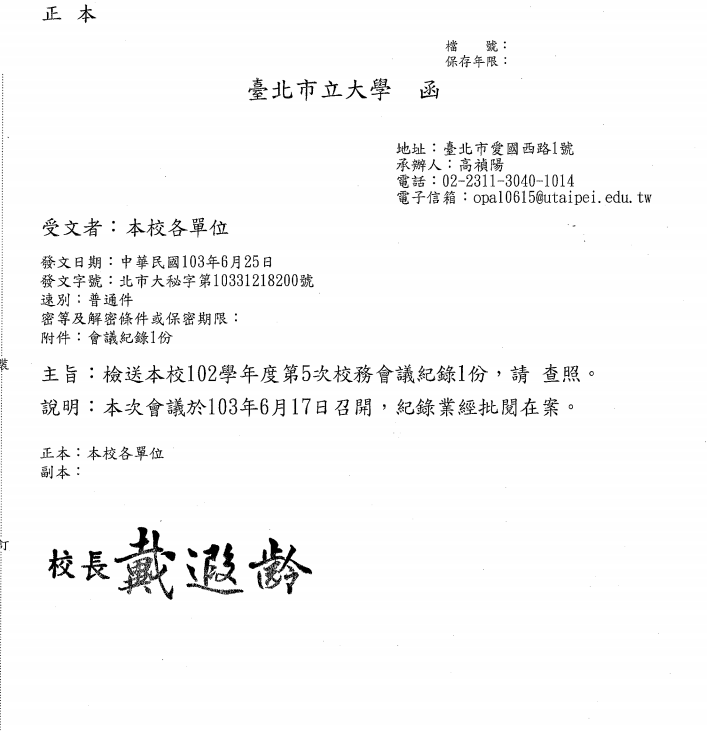 正本
檔　　號：
保存年限：
臺北市立大學　函
地址：臺北市愛國西路1號
承辦人：高禎陽
電話：02-2311-3040-1014
電子信箱：opal0615@utaipei.edu.tw
受文者：本校各單位
發文日期：中華民國103年6月25日
發文字號：北市大秘字第10331218200號
速別：普通件
密等及解密條件或保密期限：
附件：會議紀錄1份
裝
主旨：檢送本校102學年度第5次校務會議紀錄1份，請 查照。
說明：本次會議於103年6月17日召開，紀錄業經批閱在案。
正本：本校各單位
副本：
訂
校長戴遐齡